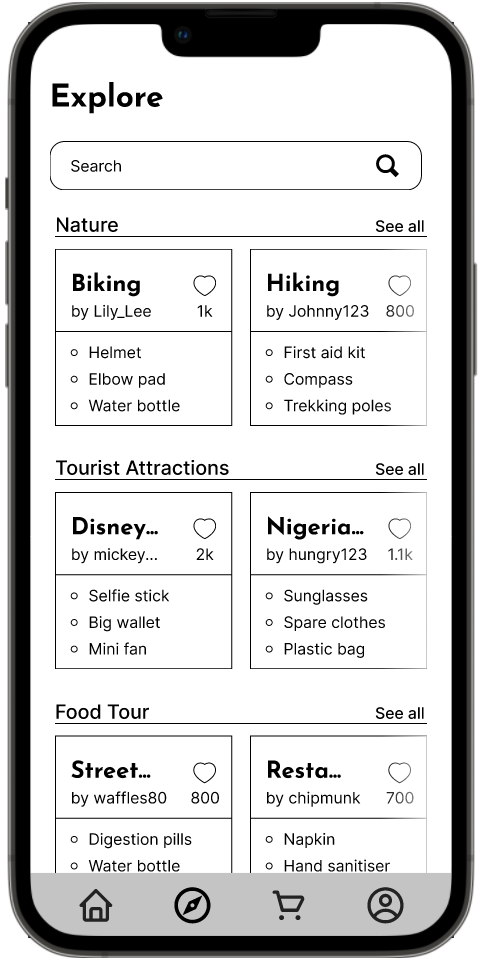 Explore
Search
Nature See all
Biking
by Lily_Lee 1k
Helmet
Elbow pad
Water bottle
Hiking
by Johnny123 800
First aid kit
Compass
Trekking poles
Tourist Attractions See all
Disney...
by mickey... 2k
Selfie stick
Big wallet
Mini fan
Nigeria...
by hungry123 1.1k
Sunglasses
Spare clothes
Plastic bag
Food Tour See all
Street...
by waffles80 800
Digestion pills
Water bottle
Resta...
by chipmunk 700
Napkin
Hand sanitiser